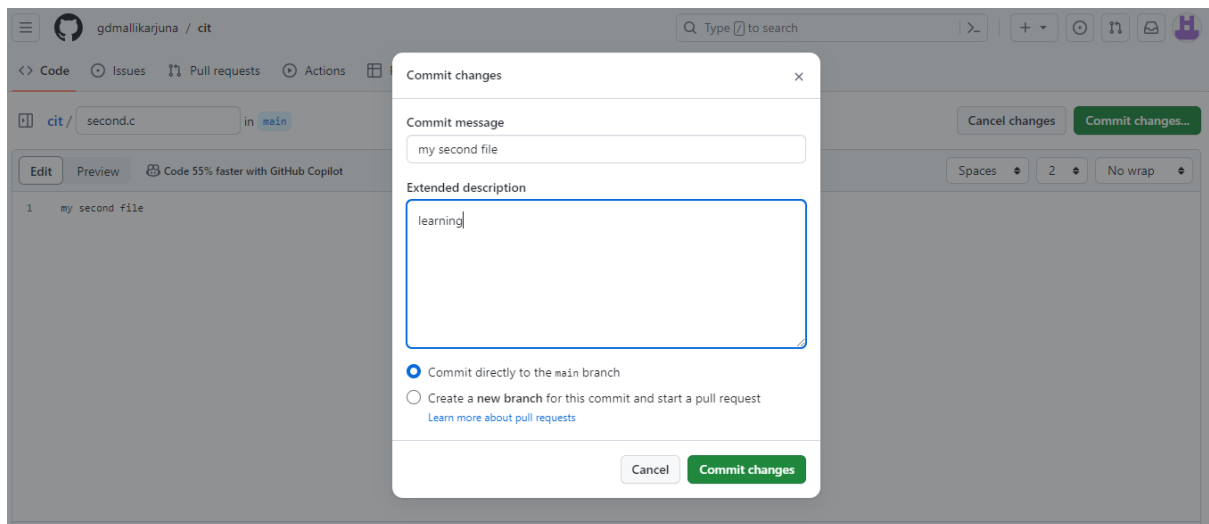 gdmallikarjuna / cit
Type / to search
<> Code
Issues
Pull requests
Actions
cit / second.c in main
Cancel changes
Commit changes...
Edit
Preview
Code 55% faster with GitHub Copilot
Spaces
2
No wrap
1 my second file
Commit changes
Commit message
my second file
Extended description
learning
Commit directly to the main branch
Create a new branch for this commit and start a pull request
Learn more about pull requests
Cancel
Commit changes